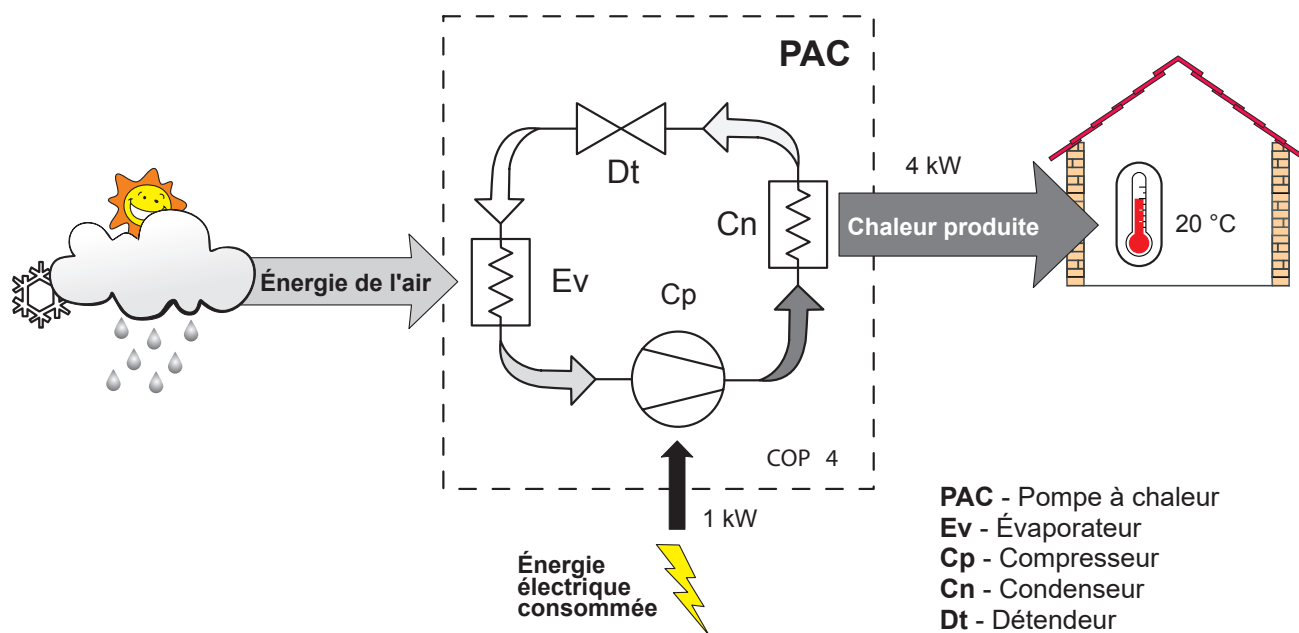 PAC
Dt
4 kW
Cn
Chaleur produite
20 °C
Énergie de l'air
Ev
Cp
COP 4
1 kW
Énergie
électrique
consommée
PAC - Pompe à chaleur
Ev - Évaporateur
Cp - Compresseur
Cn - Condenseur
Dt - Détendeur